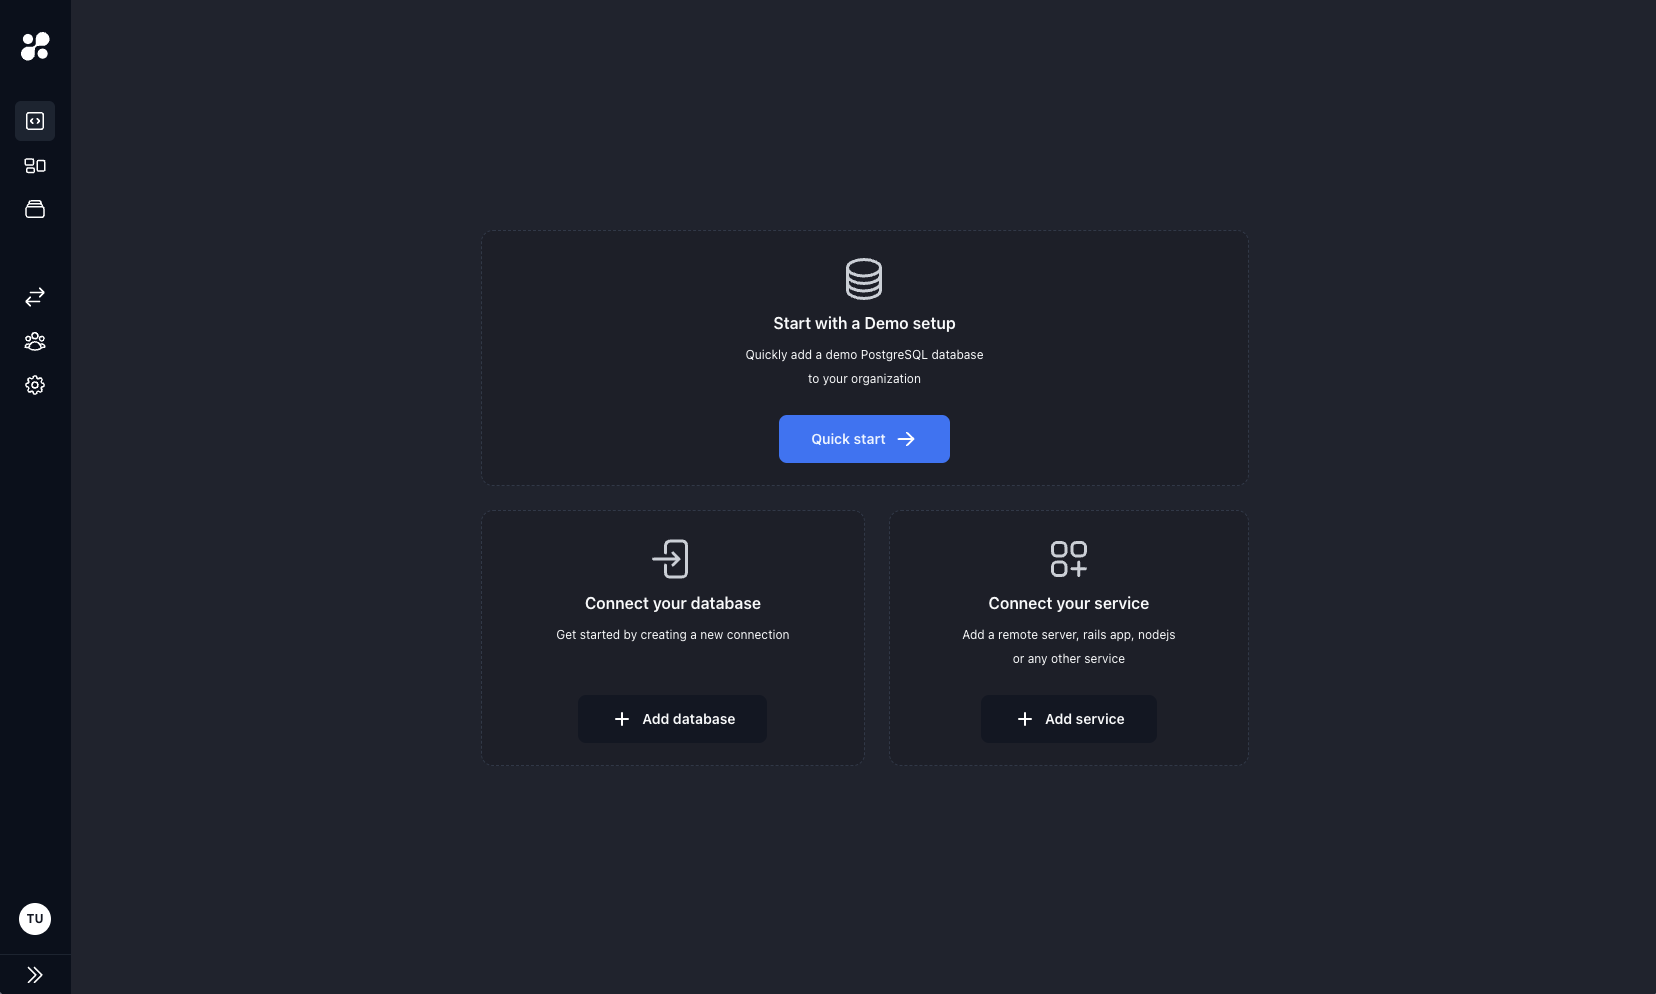 Start with a Demo setup
Quickly add a demo PostgreSQL database
to your organization
Quick start
Connect your database
Get started by creating a new connection
Add database
Connect your service
Add a remote server, rails app, nodejs
or any other service
Add service
TU